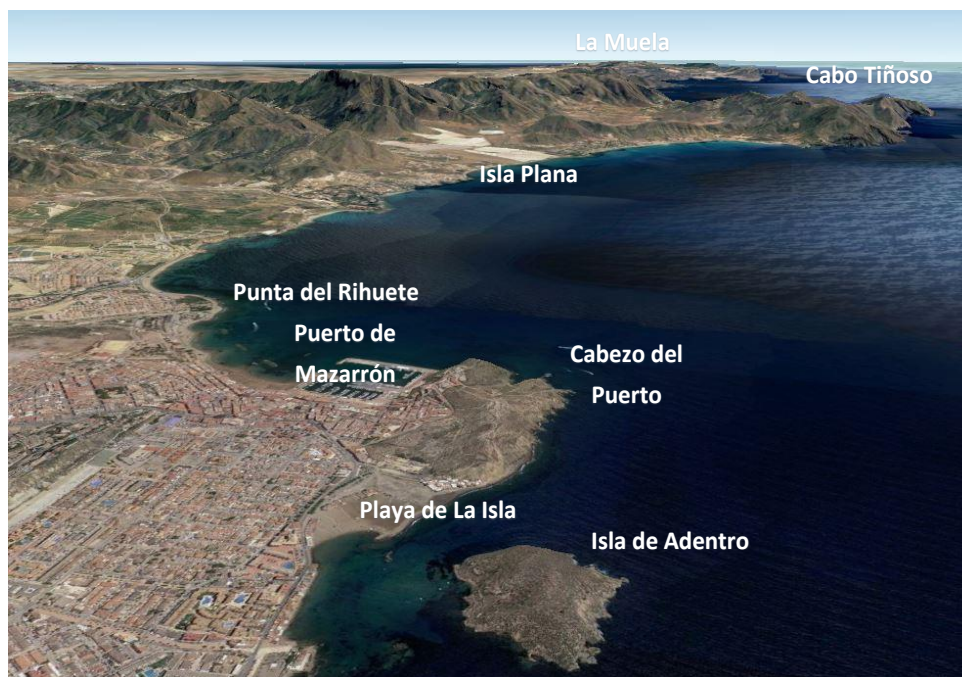 La Muela
Cabo Tiñoso
Isla Plana
Punta del Rihuete
Puerto de
Mazarrón
Cabezo del
Puerto
Playa de La Isla
Isla de Adentro